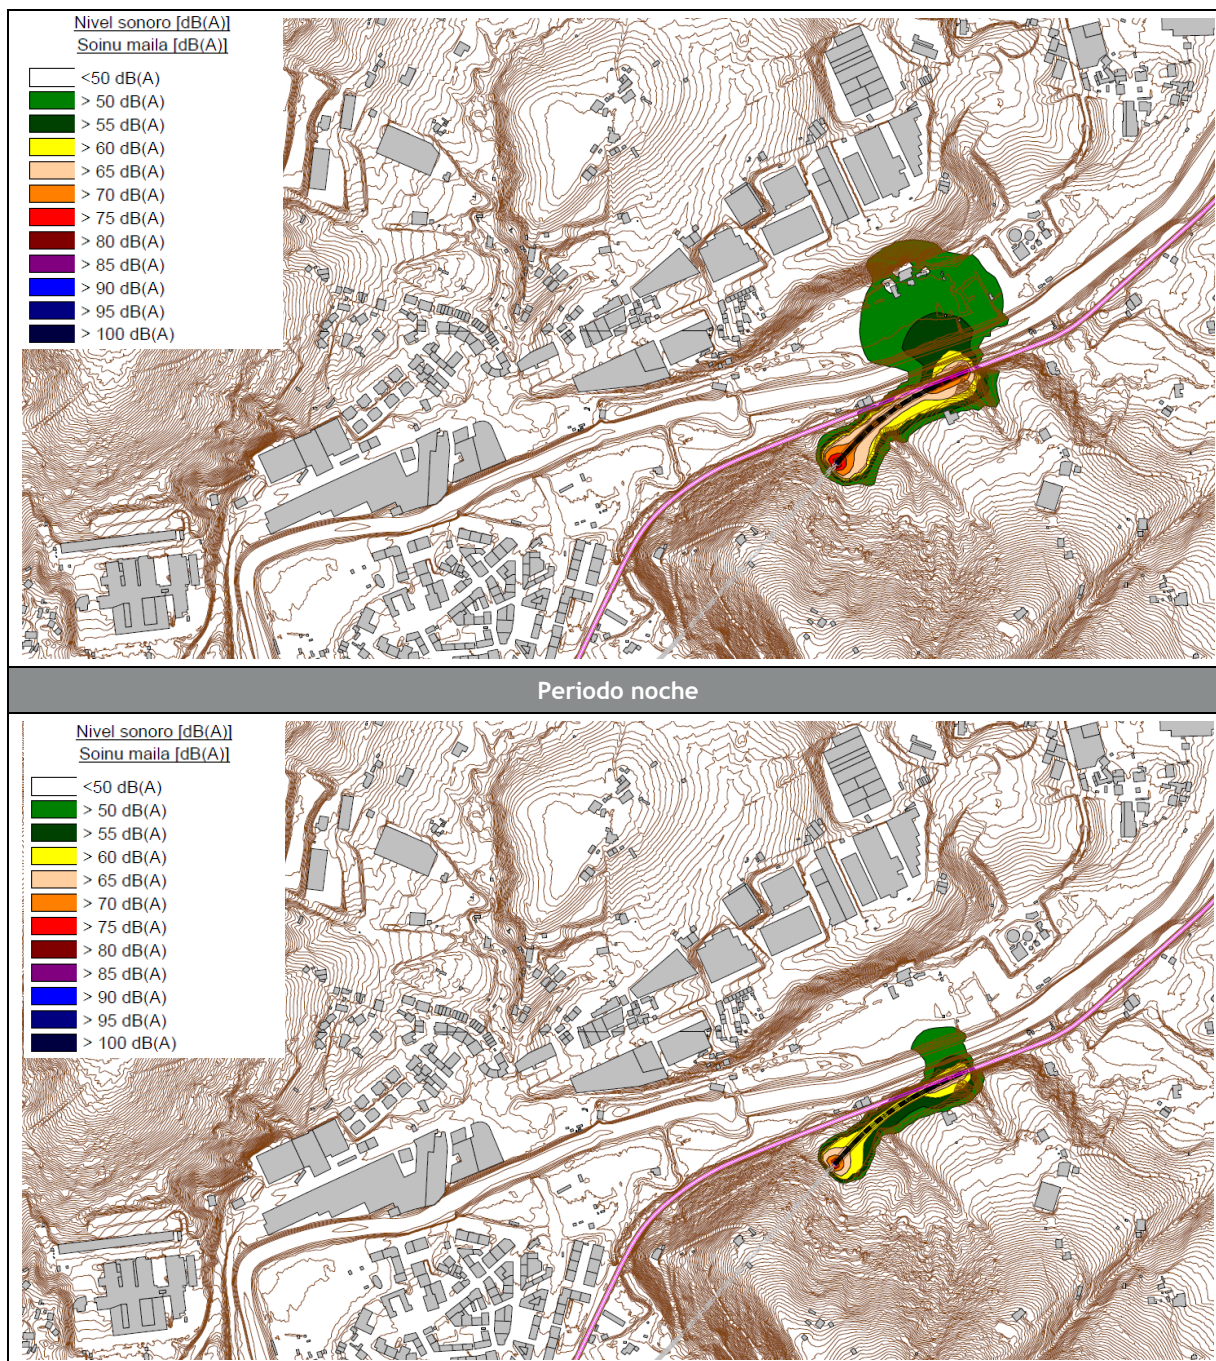 Nivel sonoro [dB(A)]
Soinu maila [dB(A)]
<50 dB(A)
> 50 dB(A)
> 55 dB(A)
> 60 dB(A)
> 65 dB(A)
> 70 dB(A)
> 75 dB(A)
> 80 dB(A)
> 85 dB(A)
> 90 dB(A)
> 95 dB(A)
> 100 dB(A)
Periodo noche
Nivel sonoro [dB(A)]
Soinu maila [dB(A)]
<50 dB(A)
> 50 dB(A)
> 55 dB(A)
> 60 dB(A)
> 65 dB(A)
> 70 dB(A)
> 75 dB(A)
> 80 dB(A)
> 85 dB(A)
> 90 dB(A)
> 95 dB(A)
> 100 dB(A)